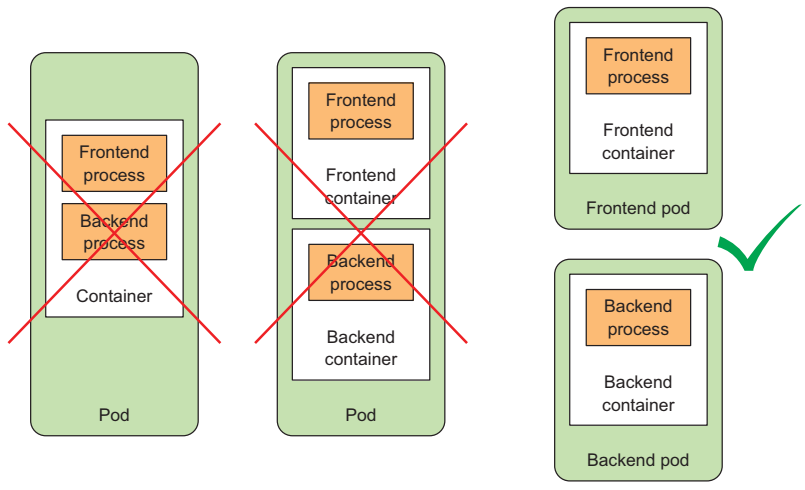 Frontend
process
Backend
process
Container
Pod
Frontend
process
Frontend
container
Backend
process
Backend
container
Pod
Frontend
process
Frontend
container
Frontend pod
Backend
process
Backend
container
Backend pod